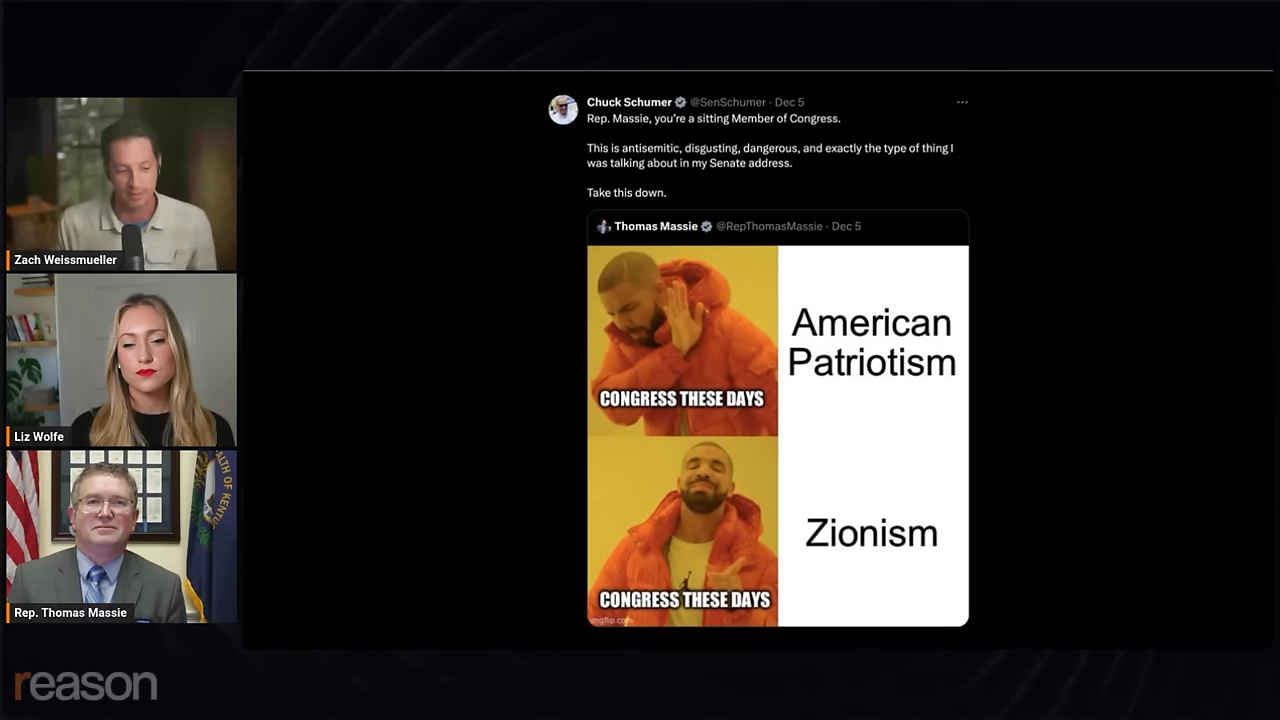 Chuck Schumer @SenSchumer · Dec 5
Rep. Massie, you're a sitting Member of Congress.
This is antisemitic, disgusting, dangerous, and exactly the type of thing I
was talking about in my Senate address.
Take this down.
Thomas Massie @RepThomasMassie · Dec 5
American
Patriotism
CONGRESS THESE DAYS
Zionism
CONGRESS THESE DAYS
imgflip.com
Zach Weissmueller
Liz Wolfe
OF KENT
Rep. Thomas Massie
reason